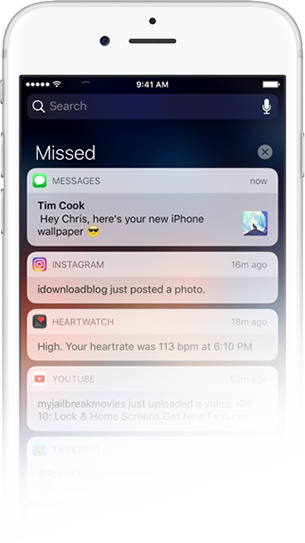 9:41 AM
Search
Missed
MESSAGES now
Tim Cook
Hey Chris, here's your new iPhone
wallpaper 😎
INSTAGRAM 16m ago
idownloadblog just posted a photo.
HEARTWATCH 18m ago
High. Your heartrate was 113 bpm at 6:10 PM
YOUTUBE 52m ago
myjailbreakmovies just uploaded a video: iOS
10: Lock & Home Screens Get New Features
TWEETBOT